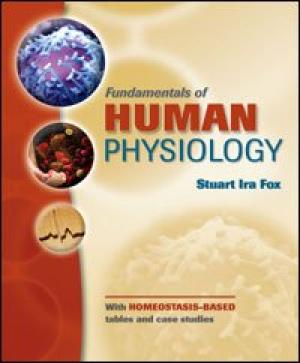 Fundamentals of
HUMAN
PHYSIOLOGY
Stuart Ira Fox
With HOMEOSTASIS–BASED
tables and case studies